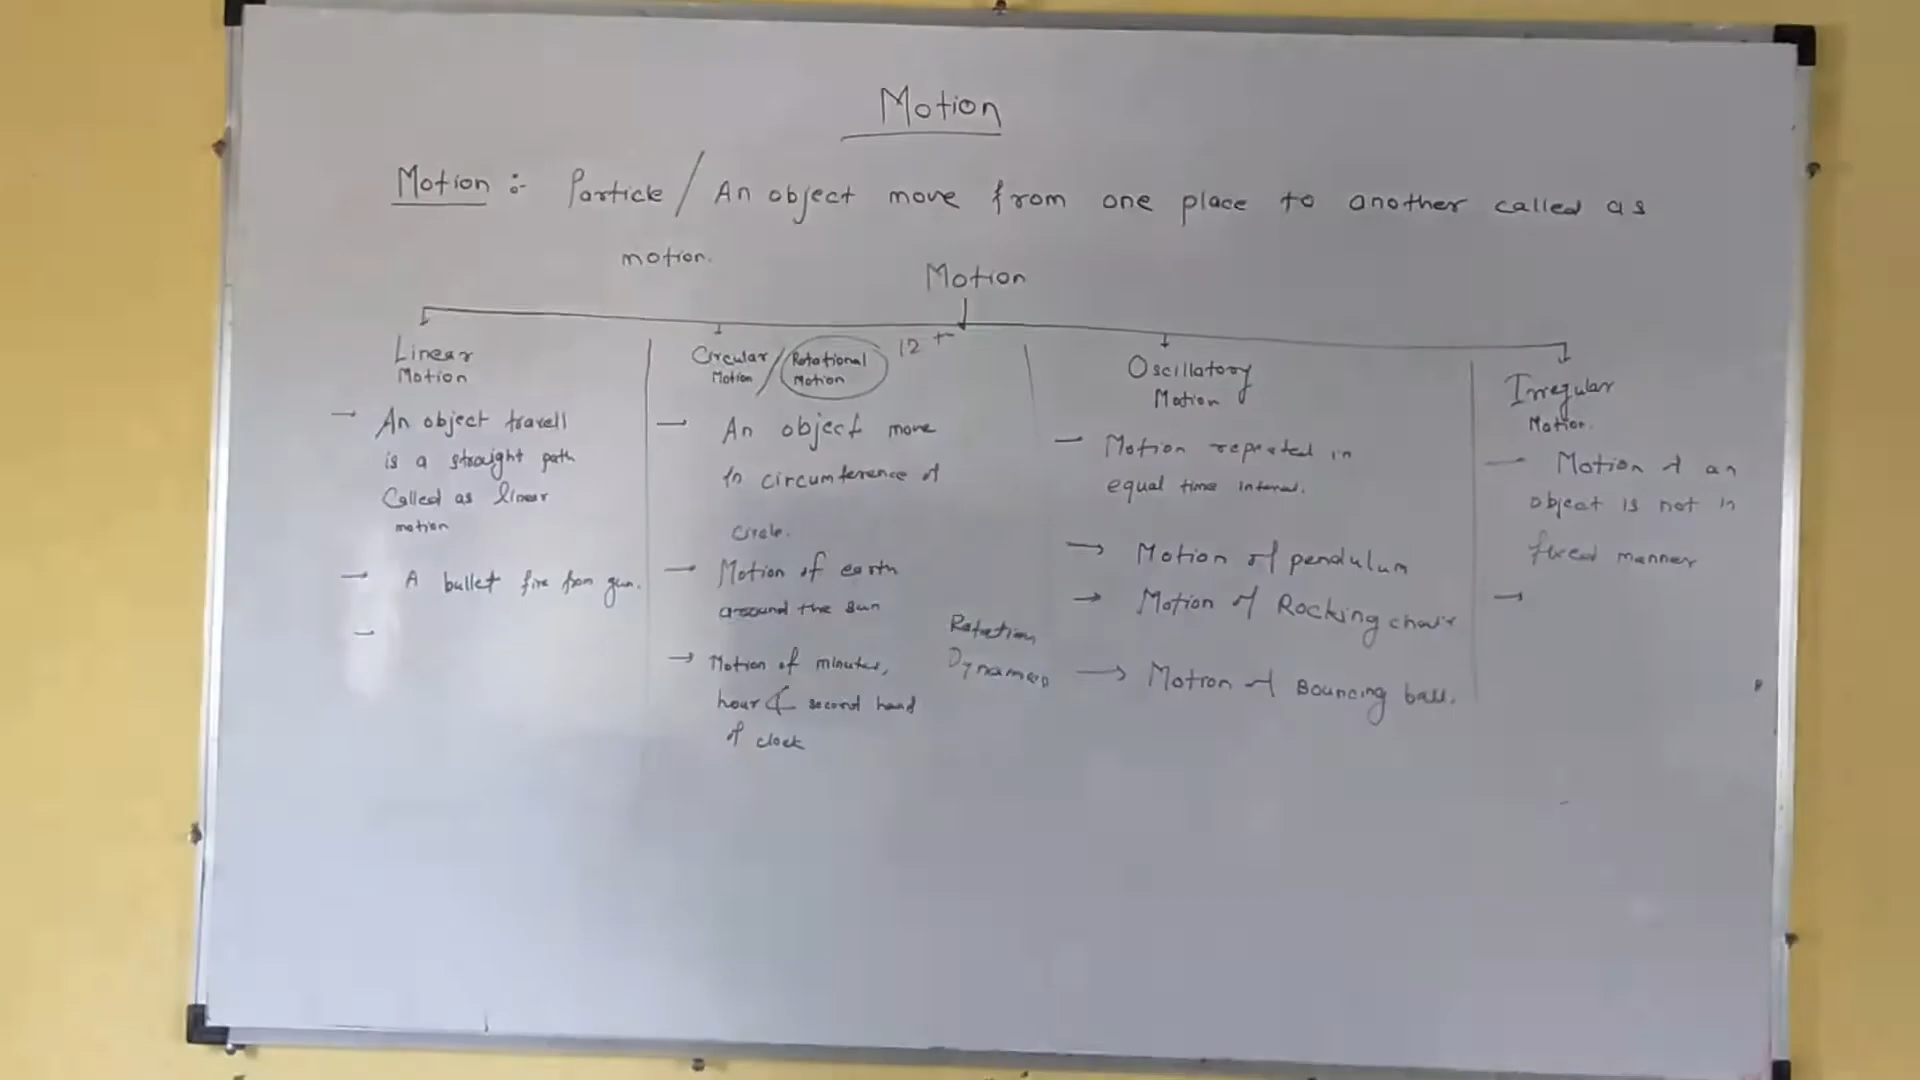 Motion
Motion :- Particle / An object move from one place to another called as
motion.
Motion
Linear
Motion
→ An object travell
is a straight path
Called as linear
motion
→ A bullet fire from gun.
Circular / Rotational
Motion Motion
12
→ An object move
in circumference of
circle.
→ Motion of earth
around the sun
→ Motion of minutes,
hour & second hand
of clock
Rotation
Oscillatory
Motion
→ Motion repeated in
equal time interval.
→ Motion of pendulum
→ Motion of Rocking chair
→ Motion of Bouncing ball.
Irregular
Motion.
→ Motion of an
object is not in
fixed manner
→